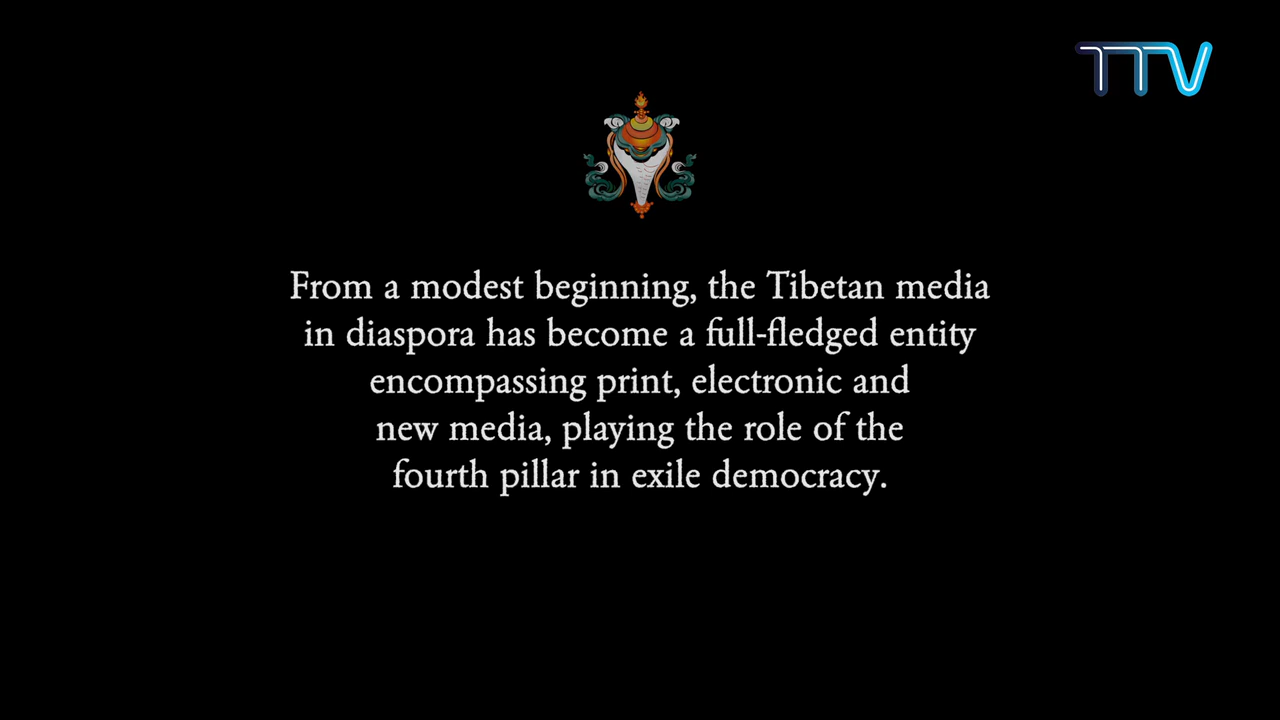 TTV
From a modest beginning, the Tibetan media
in diaspora has become a full-fledged entity
encompassing print, electronic and
new media, playing the role of the
fourth pillar in exile democracy.